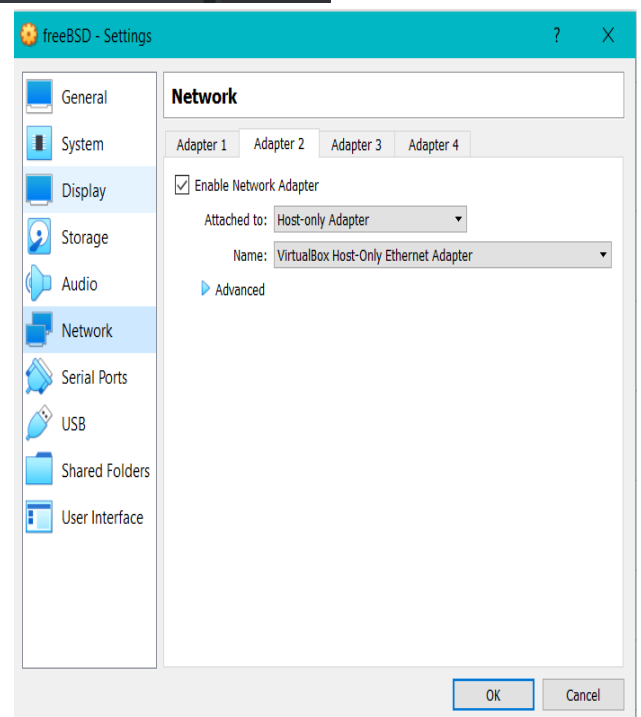 freeBSD - Settings
? X
General
System
Display
Storage
Audio
Network
Serial Ports
USB
Shared Folders
User Interface
Network
Adapter 1 Adapter 2 Adapter 3 Adapter 4
Enable Network Adapter
Attached to: Host-only Adapter
Name: VirtualBox Host-Only Ethernet Adapter
Advanced
OK Cancel